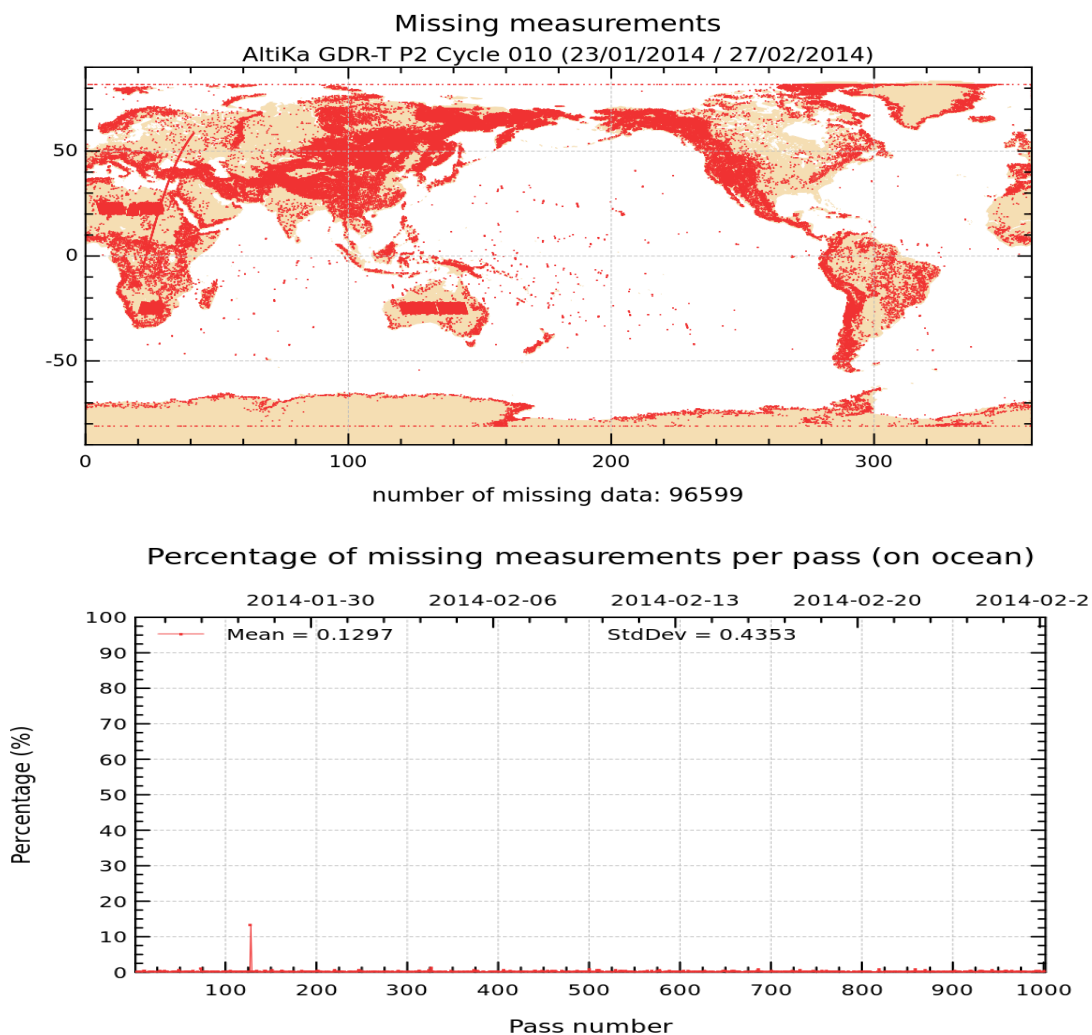 Missing measurements
AltiKa GDR-T P2 Cycle 010 (23/01/2014 / 27/02/2014)
50
0
-50
0 100 200 300
number of missing data: 96599
Percentage of missing measurements per pass (on ocean)
2014-01-30 2014-02-06 2014-02-13 2014-02-20 2014-02-2
Mean = 0.1297 StdDev = 0.4353
100
90
80
70
60
50
40
30
20
10
0
Percentage (%)
100 200 300 400 500 600 700 800 900 1000
Pass number